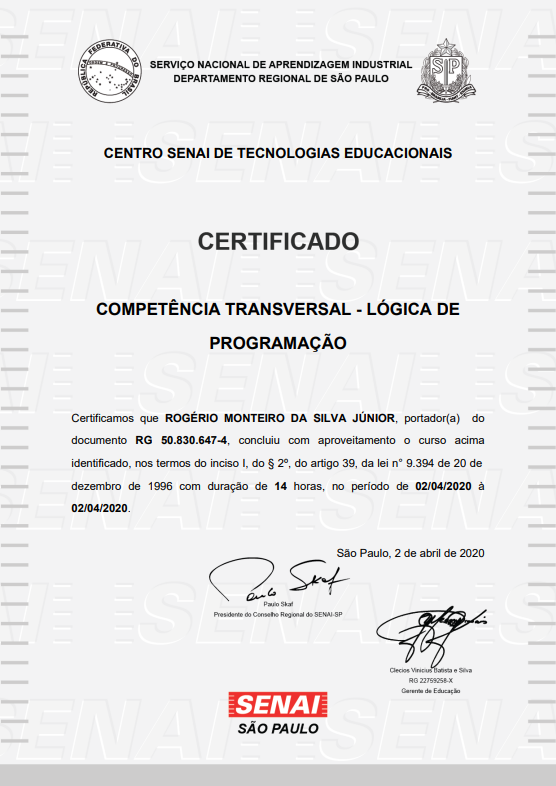 REPÚBLICA FEDERATIVA DO BRASIL
SERVIÇO NACIONAL DE APRENDIZAGEM INDUSTRIAL
DEPARTAMENTO REGIONAL DE SÃO PAULO
SP
CENTRO SENAI DE TECNOLOGIAS EDUCACIONAIS
CERTIFICADO
COMPETÊNCIA TRANSVERSAL - LÓGICA DE
PROGRAMAÇÃO
Certificamos que ROGÉRIO MONTEIRO DA SILVA JÚNIOR, portador(a) do
documento RG 50.830.647-4, concluiu com aproveitamento o curso acima
identificado, nos termos do inciso I, do § 2º, do artigo 39, da lei n° 9.394 de 20 de
dezembro de 1996 com duração de 14 horas, no período de 02/04/2020 à
02/04/2020.
São Paulo, 2 de abril de 2020
Paulo Skaf
Paulo Skaf
Presidente do Conselho Regional do SENAI-SP
Clecios Vinícius Batista e Silva
RG 22759258-X
Gerente de Educação
SENAI
SÃO PAULO